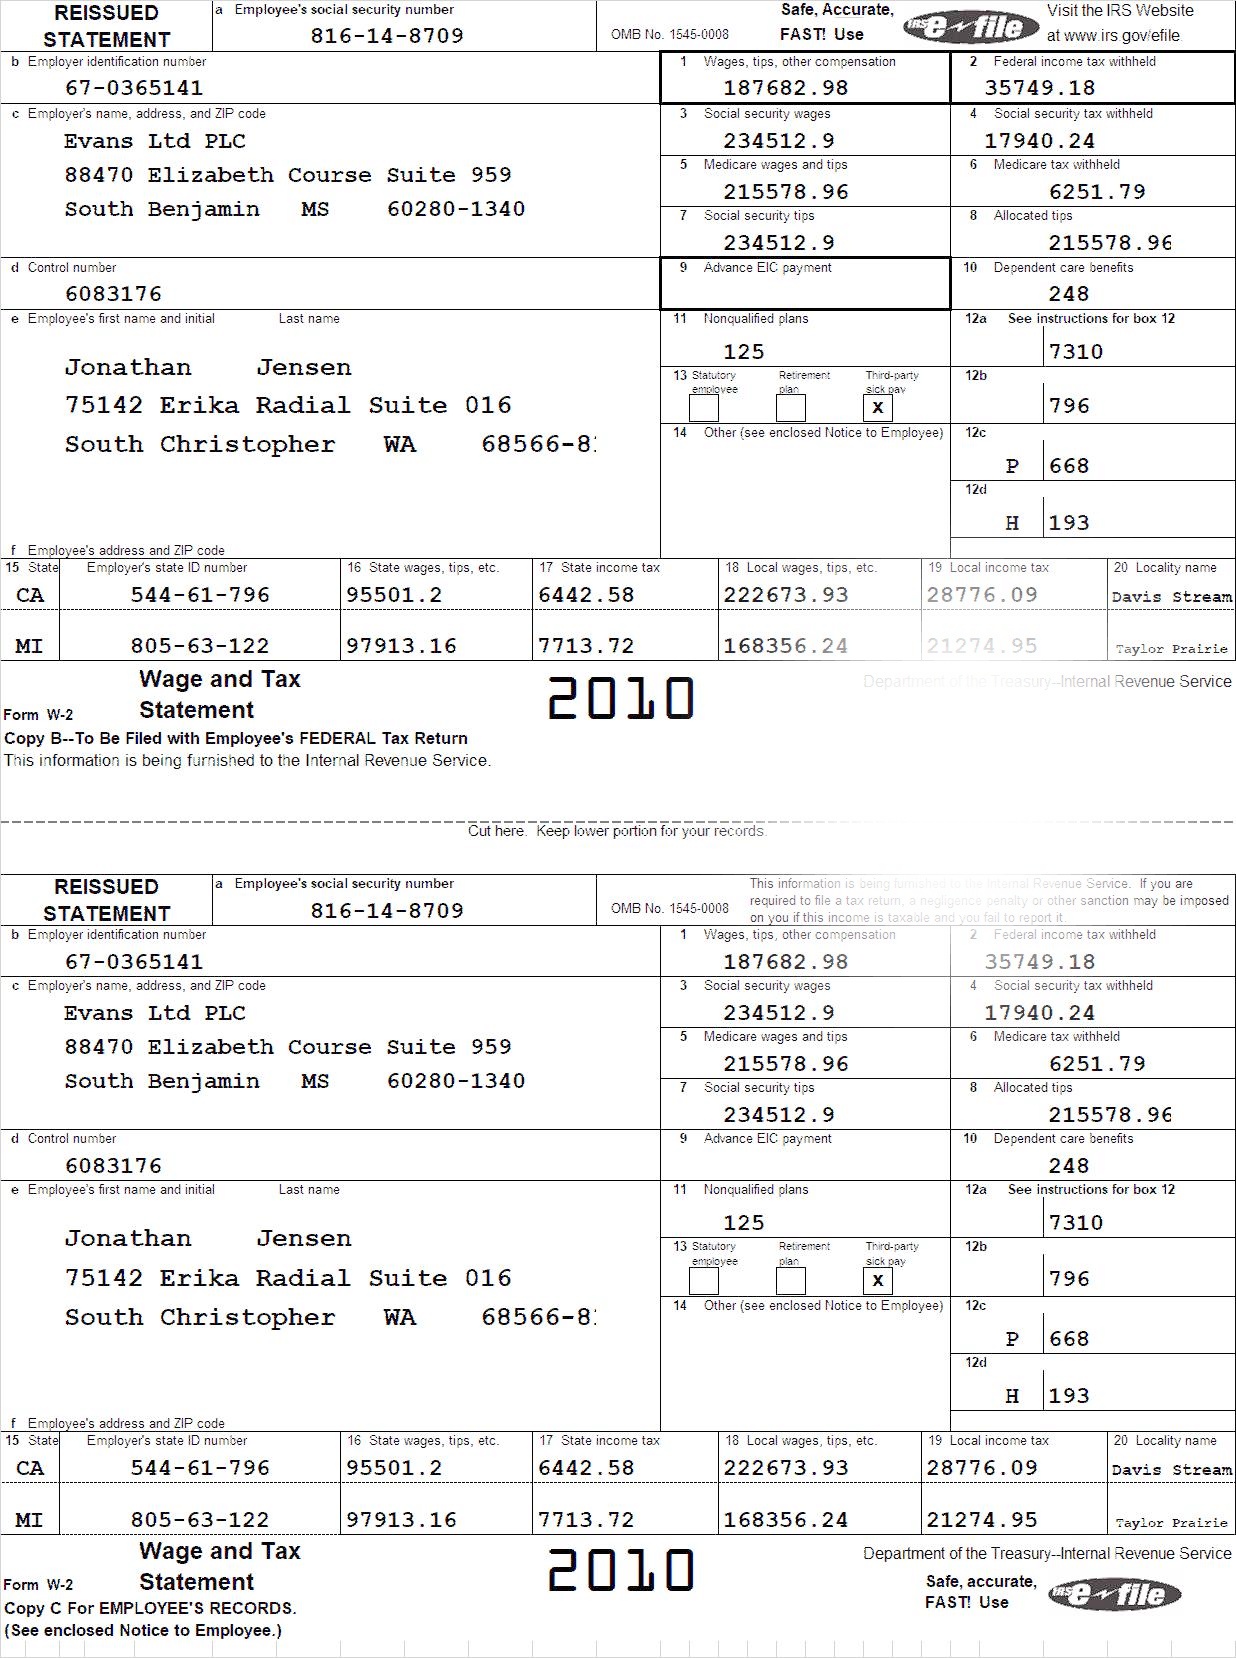 REISSUED STATEMENT
a Employee's social security number
816-14-8709
OMB No. 1545-0008
Safe, Accurate, FAST! Use
IRS e-file
Visit the IRS Website at www.irs.gov/efile
b Employer identification number
67-0365141
1 Wages, tips, other compensation
187682.98
2 Federal income tax withheld
35749.18
c Employer's name, address, and ZIP code
Evans Ltd PLC
88470 Elizabeth Course Suite 959
South Benjamin MS 60280-1340
3 Social security wages
234512.9
4 Social security tax withheld
17940.24
5 Medicare wages and tips
215578.96
6 Medicare tax withheld
6251.79
7 Social security tips
234512.9
8 Allocated tips
215578.96
d Control number
6083176
9 Advance EIC payment
10 Dependent care benefits
248
e Employee's first name and initial Last name
Jonathan Jensen
75142 Erika Radial Suite 016
South Christopher WA
11 Nonqualified plans
125
12a See instructions for box 12
7310
13 Statutory employee Retirement plan Third-party sick pay
X
12b
796
14 Other (see enclosed Notice to Employee)
12c
P 668
12d
H 193
f Employee's address and ZIP code
15 State Employer's state ID number 16 State wages, tips, etc. 17 State income tax 18 Local wages, tips, etc. 19 Local income tax 20 Locality name
CA 544-61-796 95501.2 6442.58 222673.93 28776.09 Davis Stream
MI 805-63-122 97913.16 7713.72 168356.24 21274.95 Taylor Prairie
Form W-2
Wage and Tax Statement
2010
Department of the Treasury--Internal Revenue Service
Copy B--To Be Filed with Employee's FEDERAL Tax Return
This information is being furnished to the Internal Revenue Service.
Cut here. Keep lower portion for your records.
REISSUED STATEMENT
a Employee's social security number
816-14-8709
OMB No. 1545-0008
This information is being furnished to the Internal Revenue Service. If you are
required to file a tax return, a negligence penalty or other sanction may be imposed
on you if this income is taxable and you fail to report it.
b Employer identification number
67-0365141
1 Wages, tips, other compensation
187682.98
2 Federal income tax withheld
35749.18
c Employer's name, address, and ZIP code
Evans Ltd PLC
88470 Elizabeth Course Suite 959
South Benjamin MS 60280-1340
3 Social security wages
234512.9
4 Social security tax withheld
17940.24
5 Medicare wages and tips
215578.96
6 Medicare tax withheld
6251.79
7 Social security tips
234512.9
8 Allocated tips
215578.96
d Control number
6083176
9 Advance EIC payment
10 Dependent care benefits
248
e Employee's first name and initial Last name
Jonathan Jensen
75142 Erika Radial Suite 016
South Christopher WA
11 Nonqualified plans
125
12a See instructions for box 12
7310
13 Statutory employee Retirement plan Third-party sick pay
X
12b
796
14 Other (see enclosed Notice to Employee)
12c
P 668
12d
H 193
f Employee's address and ZIP code
15 State Employer's state ID number 16 State wages, tips, etc. 17 State income tax 18 Local wages, tips, etc. 19 Local income tax 20 Locality name
CA 544-61-796 95501.2 6442.58 222673.93 28776.09 Davis Stream
MI 805-63-122 97913.16 7713.72 168356.24 21274.95 Taylor Prairie
Form W-2
Wage and Tax Statement
2010
Department of the Treasury--Internal Revenue Service
Copy C For EMPLOYEE'S RECORDS.
(See enclosed Notice to Employee.)
Safe, accurate, FAST! Use
IRS e-file